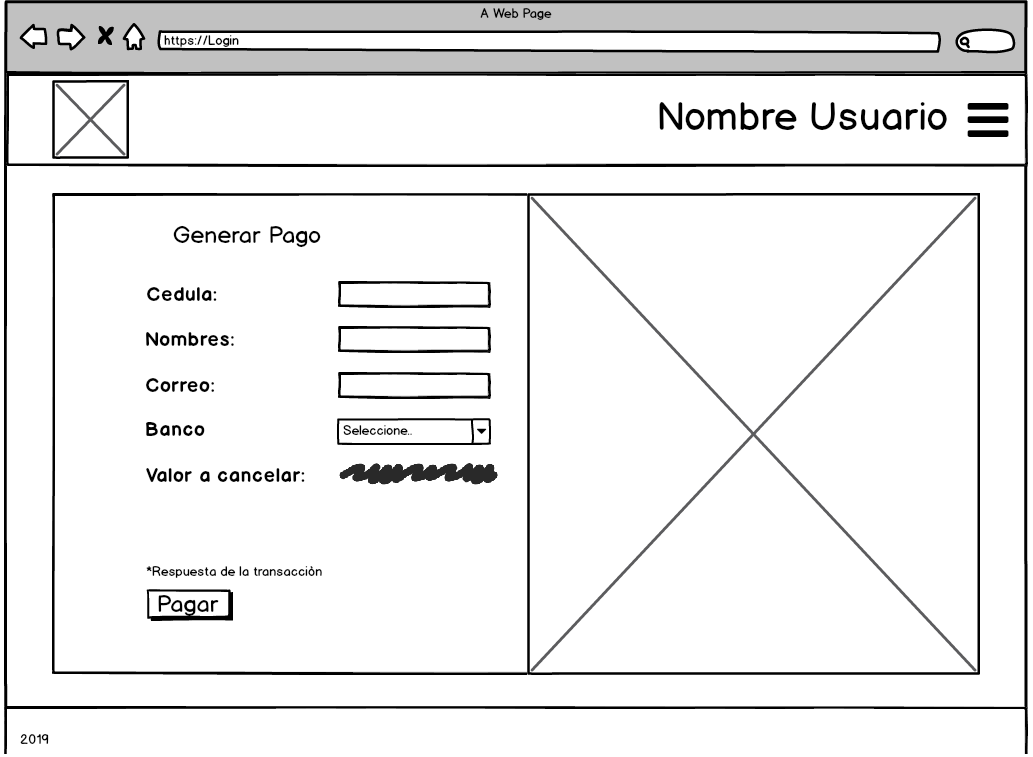 A Web Page
https://Login
Nombre Usuario
Generar Pago
Cedula:
Nombres:
Correo:
Banco
Seleccione..
Valor a cancelar:
*Respuesta de la transacciòn
Pagar
2019